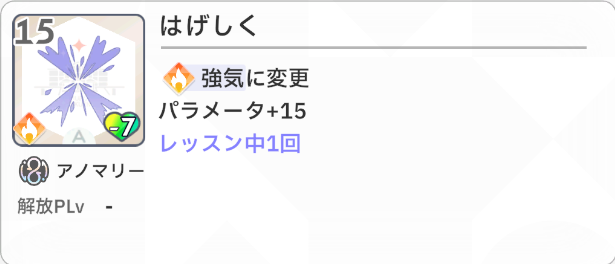 15
はげしく
強気に変更
パラメータ+15
レッスン中1回
-7
A
アノマリー
解放PLv -